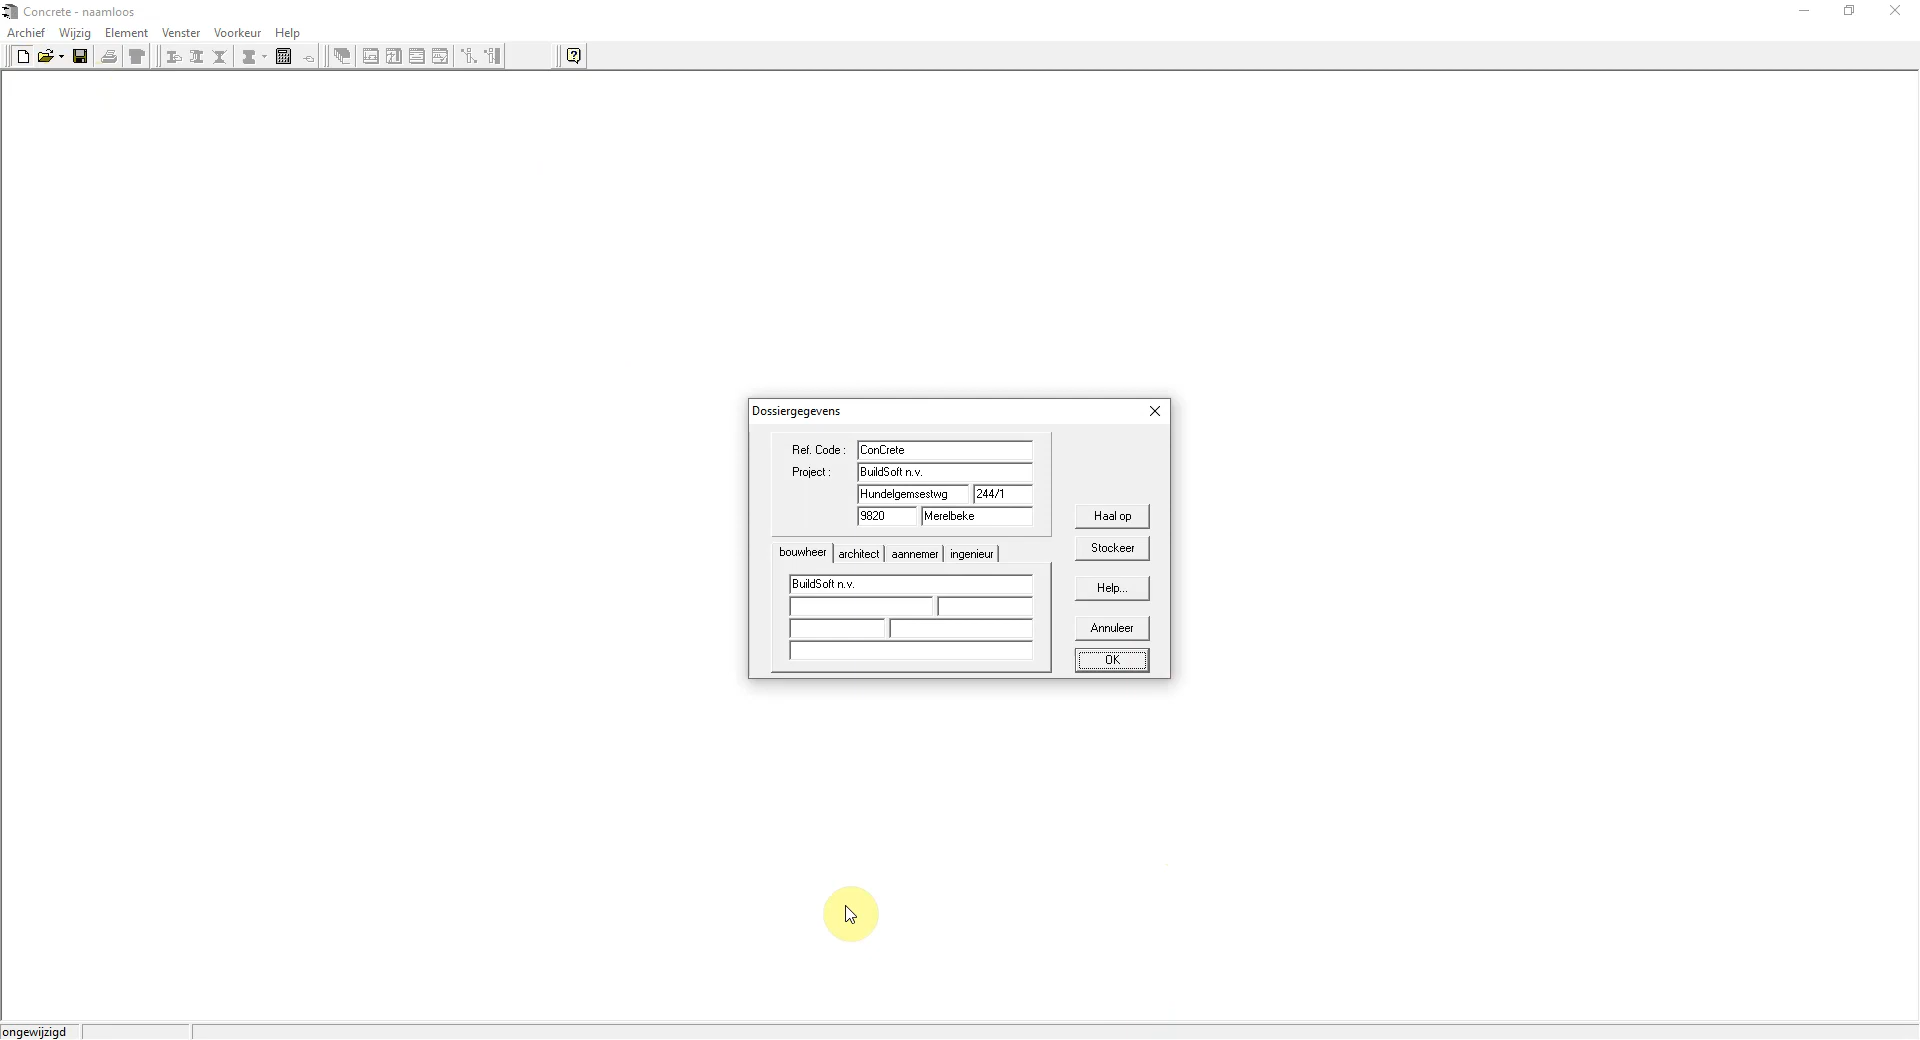 Concrete - naamloos
Archief Wijzig Element Venster Voorkeur Help
Dossiergegevens
Ref. Code : ConCrete
Project : BuildSoft n.v.
Hundelgemsestwg 244/1
9820 Merelbeke
Haal op
Stockeer
bouwheer architect aannemer ingenieur
BuildSoft n.v.
Help...
Annuleer
OK
ongewijzigd